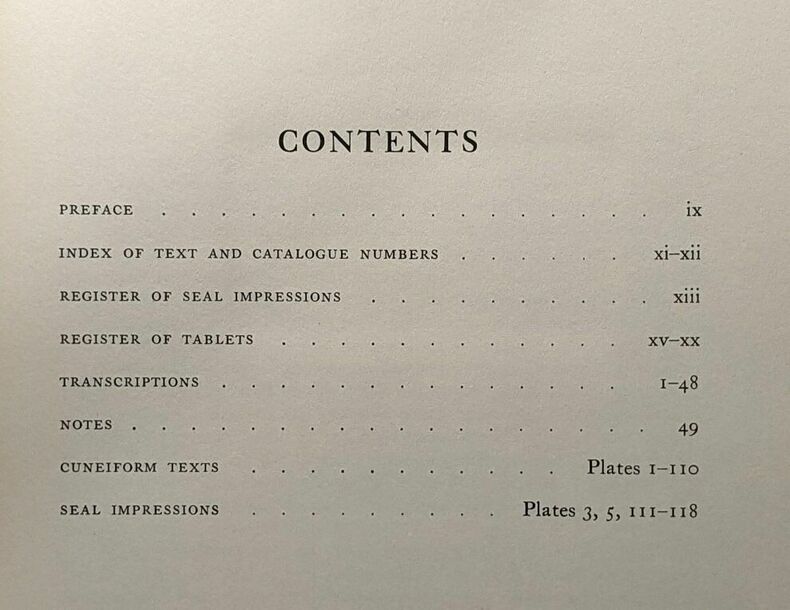 CONTENTS
PREFACE . . . . . . . . . . . . . . . . . ix
INDEX OF TEXT AND CATALOGUE NUMBERS . . . . . . xi–xii
REGISTER OF SEAL IMPRESSIONS . . . . . . . . . . xiii
REGISTER OF TABLETS . . . . . . . . . . . . xv–xx
TRANSCRIPTIONS . . . . . . . . . . . . . . 1–48
NOTES . . . . . . . . . . . . . . . . . . 49
CUNEIFORM TEXTS . . . . . . . . . . . Plates 1–110
SEAL IMPRESSIONS . . . . . . . . . Plates 3, 5, 111–118